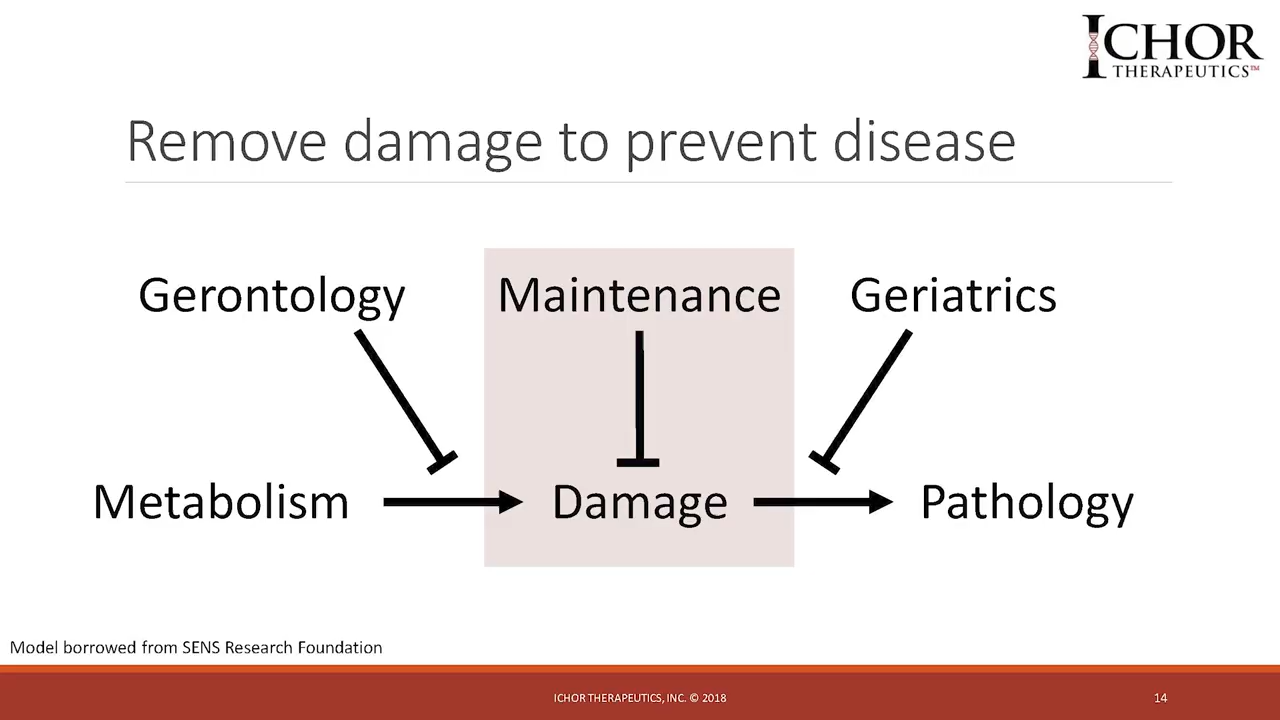 ICHOR
THERAPEUTICS™
Remove damage to prevent disease
Gerontology Maintenance Geriatrics
Metabolism Damage Pathology
Model borrowed from SENS Research Foundation
ICHOR THERAPEUTICS, INC. © 2018
14